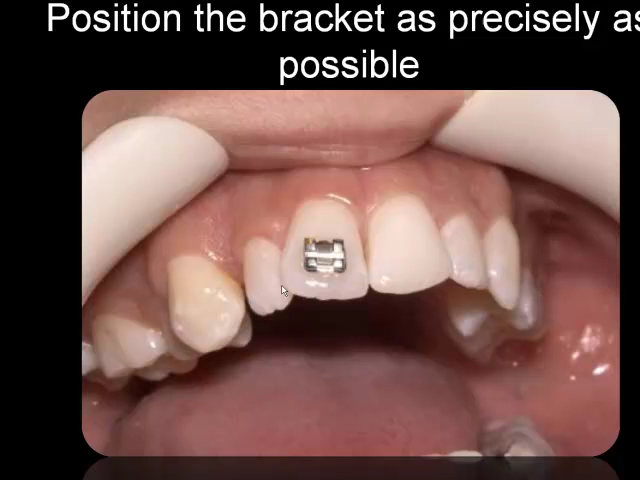 Position the bracket as precisely as
possible